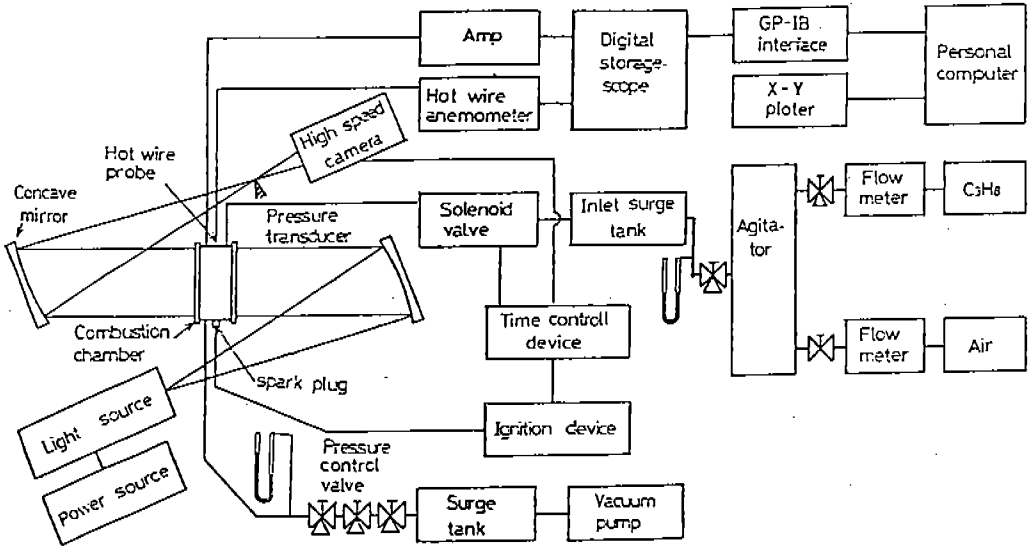 Amp
Digital
storage-
scope
GP-IB
interface
Personal
computer
Hot wire
anemometer
X-Y
ploter
High speed
camera
Hot wire
probe
Concave
mirror
Pressure
transducer
Solenoid
valve
Inlet surge
tank
Agita-
tor
Flow
meter
C3H8
Combustion
chamber
Time controll
device
Flow
meter
Air
spark plug
Light source
Ignition device
Power source
Pressure
control
valve
Surge
tank
Vacuum
pump